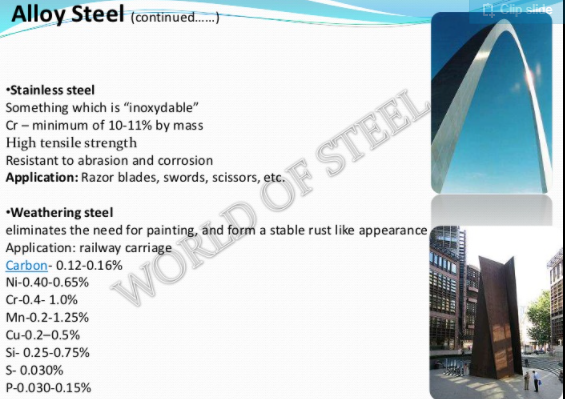 Alloy Steel (continued......)
Clip slide
•Stainless steel
Something which is “inoxydable”
Cr – minimum of 10-11% by mass
High tensile strength
Resistant to abrasion and corrosion
Application: Razor blades, swords, scissors, etc.
WORLD OF STEEL
•Weathering steel
eliminates the need for painting, and form a stable rust like appearance
Application: railway carriage
Carbon- 0.12-0.16%
Ni-0.40-0.65%
Cr-0.4- 1.0%
Mn-0.2-1.25%
Cu-0.2–0.5%
Si- 0.25-0.75%
S- 0.030%
P-0.030-0.15%